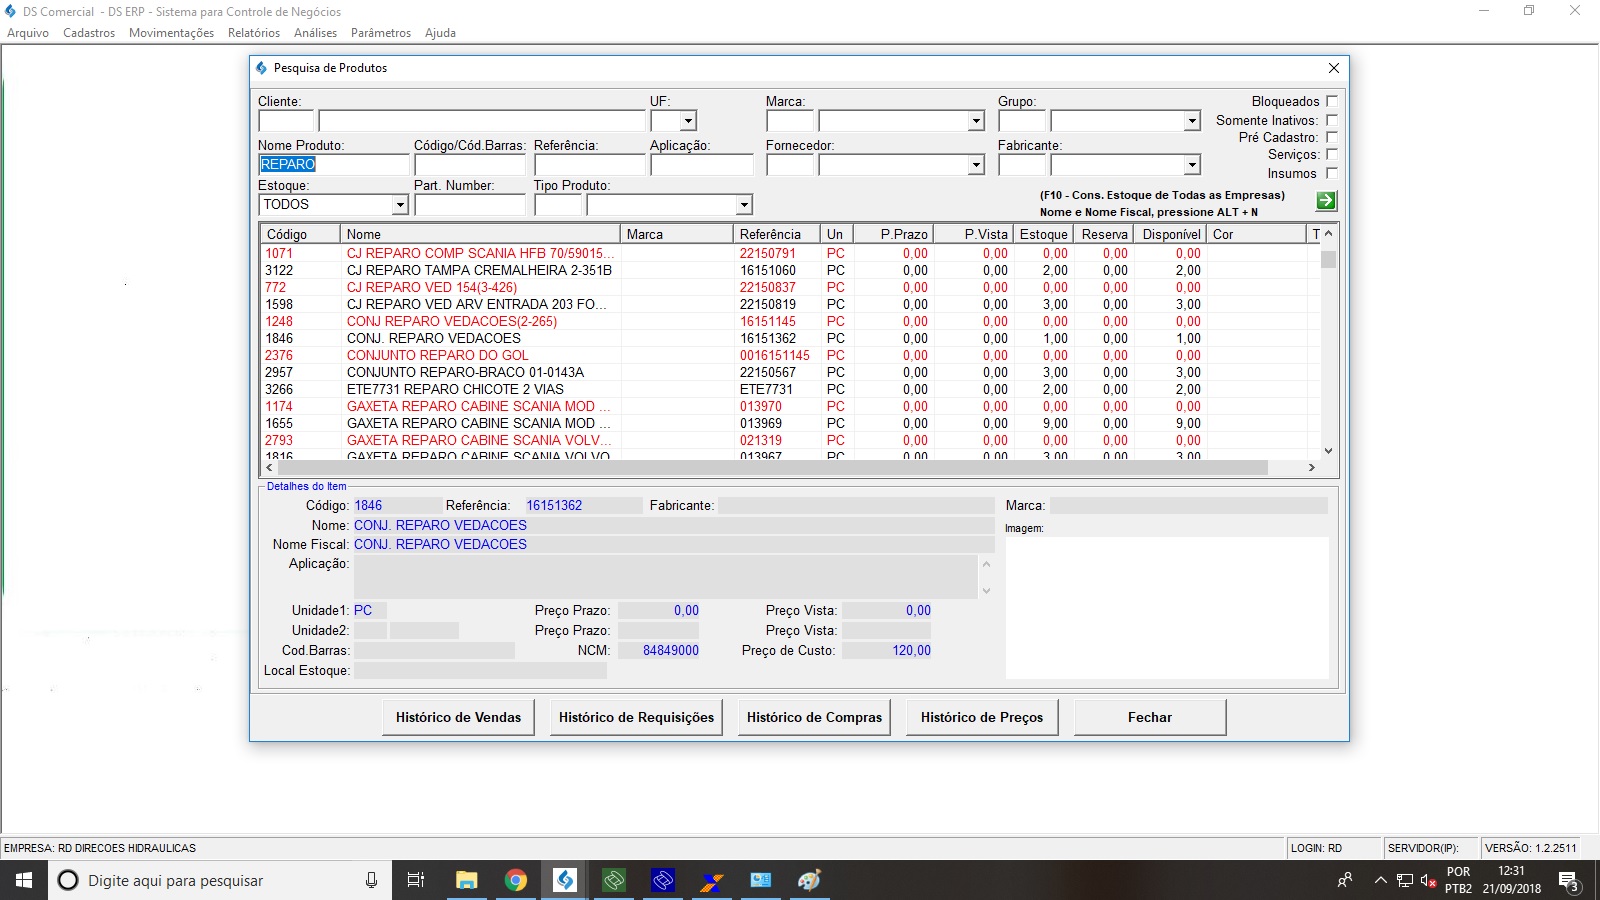 DS Comercial - DS ERP - Sistema para Controle de Negócios
Arquivo Cadastros Movimentações Relatórios Análises Parâmetros Ajuda
Pesquisa de Produtos
Cliente: UF: Marca: Grupo: Bloqueados
Somente Inativos:
Pré Cadastro:
Nome Produto: Código/Cód.Barras: Referência: Aplicação: Fornecedor: Fabricante: Serviços:
REPARO
Insumos
Estoque: Part. Number: Tipo Produto:
TODOS
(F10 - Cons. Estoque de Todas as Empresas)
Nome e Nome Fiscal, pressione ALT + N
Código Nome Marca Referência Un P.Prazo P.Vista Estoque Reserva Disponível Cor T
1071 CJ REPARO COMP SCANIA HFB 70/59015... 22150791 PC 0,00 0,00 0,00 0,00 0,00
3122 CJ REPARO TAMPA CREMALHEIRA 2-351B 16151060 PC 0,00 0,00 2,00 0,00 2,00
772 CJ REPARO VED 154(3-426) 22150837 PC 0,00 0,00 0,00 0,00 0,00
1598 CJ REPARO VED ARV ENTRADA 203 FO... 22150819 PC 0,00 0,00 3,00 0,00 3,00
1248 CONJ REPARO VEDACOES(2-265) 16151145 PC 0,00 0,00 0,00 0,00 0,00
1846 CONJ. REPARO VEDACOES 16151362 PC 0,00 0,00 1,00 0,00 1,00
2376 CONJUNTO REPARO DO GOL 0016151145 PC 0,00 0,00 0,00 0,00 0,00
2957 CONJUNTO REPARO-BRACO 01-0143A 22150567 PC 0,00 0,00 3,00 0,00 3,00
3266 ETE7731 REPARO CHICOTE 2 VIAS ETE7731 PC 0,00 0,00 2,00 0,00 2,00
1174 GAXETA REPARO CABINE SCANIA MOD ... 013970 PC 0,00 0,00 0,00 0,00 0,00
1655 GAXETA REPARO CABINE SCANIA MOD ... 013969 PC 0,00 0,00 9,00 0,00 9,00
2793 GAXETA REPARO CABINE SCANIA VOLV... 021319 PC 0,00 0,00 0,00 0,00 0,00
1816 GAXETA REPARO CABINE SCANIA VOLVO 013967 PC 0,00 0,00 3,00 0,00 3,00
Detalhes do Item
Código: 1846 Referência: 16151362 Fabricante: Marca:
Nome: CONJ. REPARO VEDACOES
Imagem:
Nome Fiscal: CONJ. REPARO VEDACOES
Aplicação:
Unidade1: PC Preço Prazo: 0,00 Preço Vista: 0,00
Unidade2: Preço Prazo: Preço Vista:
Cod.Barras: NCM: 84849000 Preço de Custo: 120,00
Local Estoque:
Histórico de Vendas Histórico de Requisições Histórico de Compras Histórico de Preços Fechar
EMPRESA: RD DIRECOES HIDRAULICAS LOGIN: RD SERVIDOR(IP): VERSÃO: 1.2.2511
Digite aqui para pesquisar
POR
PTB2
12:31
21/09/2018
3